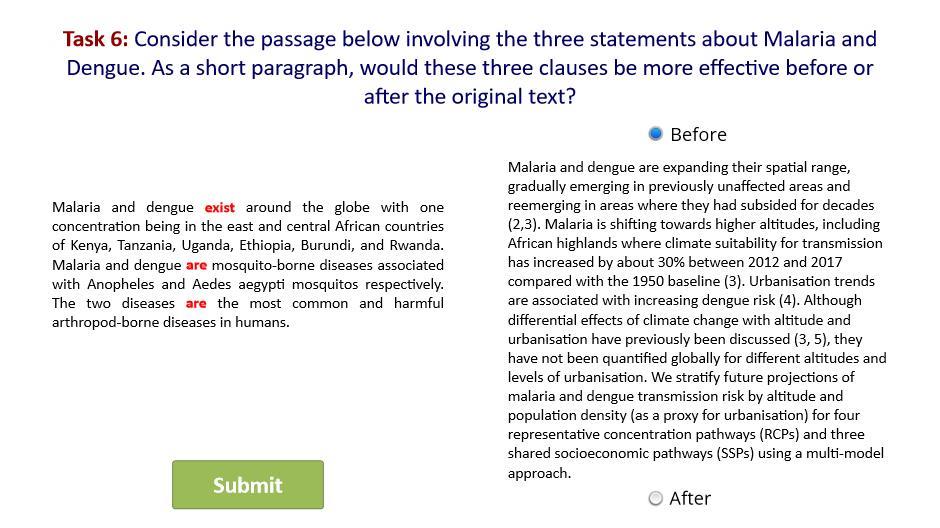 Task 6: Consider the passage below involving the three statements about Malaria and
Dengue. As a short paragraph, would these three clauses be more effective before or
after the original text?
Malaria and dengue exist around the globe with one
concentration being in the east and central African countries
of Kenya, Tanzania, Uganda, Ethiopia, Burundi, and Rwanda.
Malaria and dengue are mosquito-borne diseases associated
with Anopheles and Aedes aegypti mosquitos respectively.
The two diseases are the most common and harmful
arthropod-borne diseases in humans.
Submit
Before
Malaria and dengue are expanding their spatial range,
gradually emerging in previously unaffected areas and
reemerging in areas where they had subsided for decades
(2,3). Malaria is shifting towards higher altitudes, including
African highlands where climate suitability for transmission
has increased by about 30% between 2012 and 2017
compared with the 1950 baseline (3). Urbanisation trends
are associated with increasing dengue risk (4). Although
differential effects of climate change with altitude and
urbanisation have previously been discussed (3, 5), they
have not been quantified globally for different altitudes and
levels of urbanisation. We stratify future projections of
malaria and dengue transmission risk by altitude and
population density (as a proxy for urbanisation) for four
representative concentration pathways (RCPs) and three
shared socioeconomic pathways (SSPs) using a multi-model
approach.
After